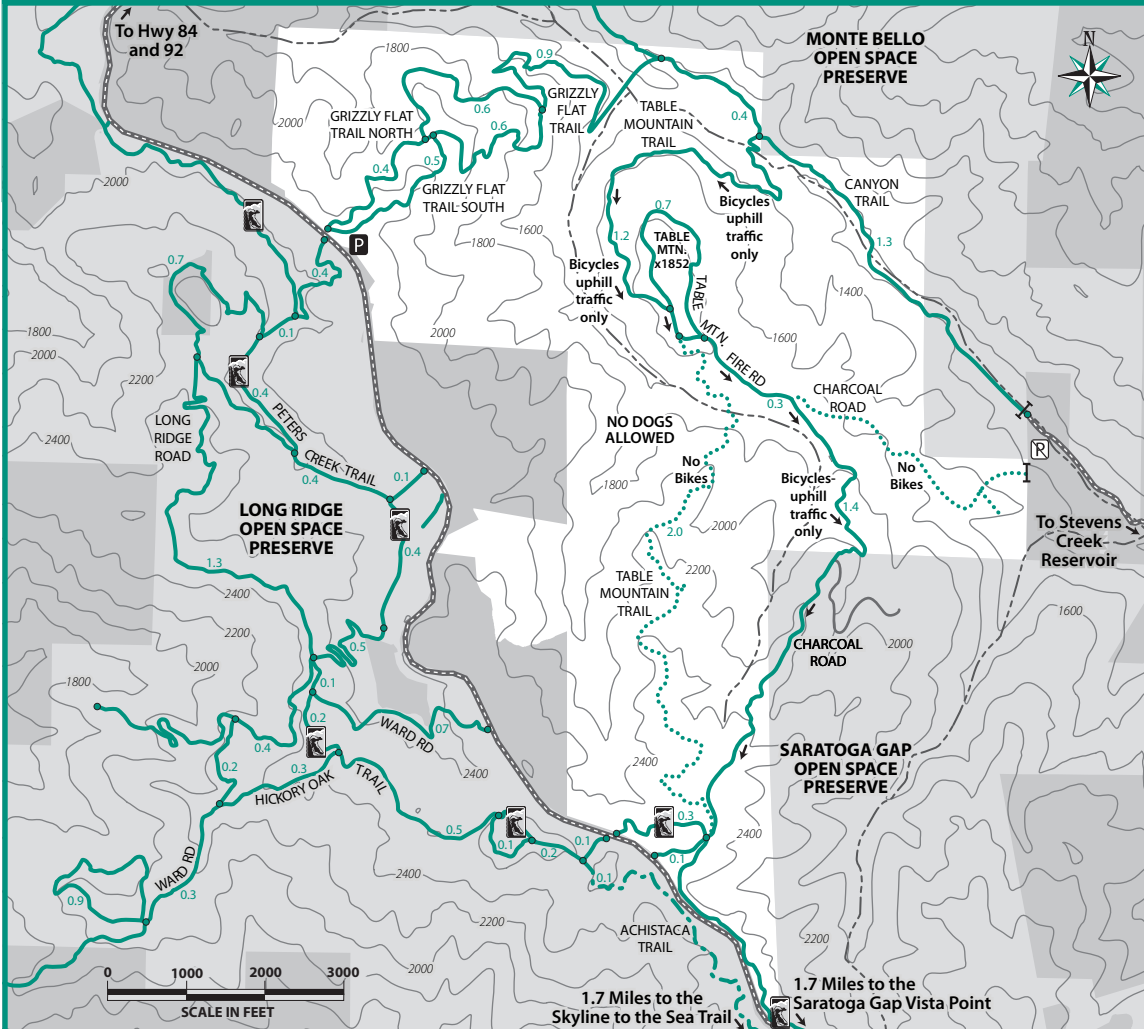 To Hwy 84
and 92
MONTE BELLO
OPEN SPACE
PRESERVE
N
1800
0.9
GRIZZLY
FLAT
TRAIL
TABLE
MOUNTAIN
TRAIL
0.4
2000
GRIZZLY FLAT
TRAIL NORTH
0.6
0.6
0.4
0.5
GRIZZLY FLAT
TRAIL SOUTH
2000
CANYON
TRAIL
Bicycles
uphill
traffic
only
0.7
TABLE
MTN.
x1852
1.2
1600
1800
P
1.3
0.7
0.4
Bicycles
uphill
traffic
only
TABLE MTN. FIRE RD
1400
0.1
1800
2000
2000
1600
2200
0.4
LONG
RIDGE
ROAD
PETERS
CREEK TRAIL
0.3
CHARCOAL
ROAD
NO DOGS
ALLOWED
2400
0.1
0.4
No
Bikes
No
Bikes
P
1800
Bicycles-
uphill
traffic
only
LONG RIDGE
OPEN SPACE
PRESERVE
1.4
0.4
2000
2.0
To Stevens
Creek
Reservoir
1.3
2200
TABLE
MOUNTAIN
TRAIL
2400
1600
2200
0.5
2000
CHARCOAL
ROAD
2000
0.1
1800
0.2
WARD RD
0.7
0.4
0.2
0.3
HICKORY OAK
TRAIL
2400
2400
SARATOGA GAP
OPEN SPACE
PRESERVE
0.5
0.3
2400
0.1
0.2
0.1
0.1
0.1
WARD RD
0.3
0.9
2400
2200
ACHISTACA
TRAIL
2200
2000
0 1000 2000 3000
SCALE IN FEET
1.7 Miles to the
Skyline to the Sea Trail
1.7 Miles to the
Saratoga Gap Vista Point